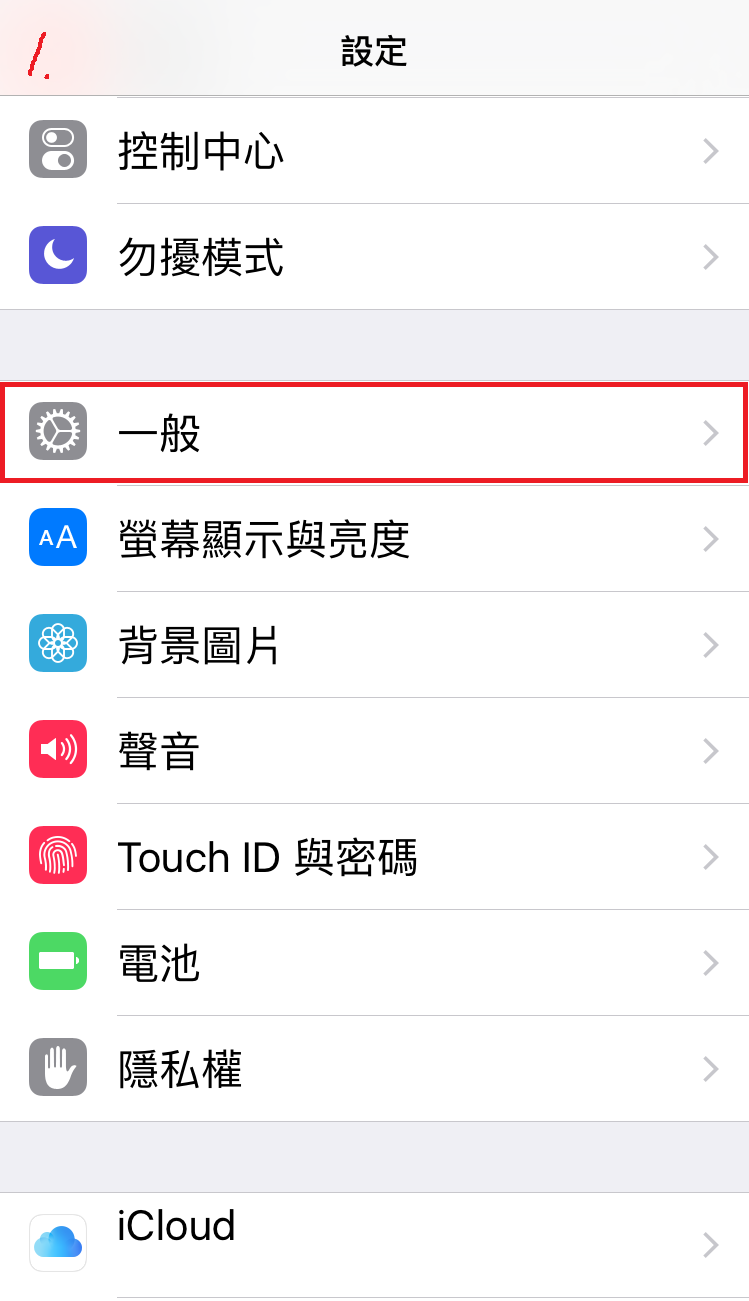 1.
設定
控制中心
勿擾模式
一般
AA
螢幕顯示與亮度
背景圖片
聲音
Touch ID 與密碼
電池
隱私權
iCloud